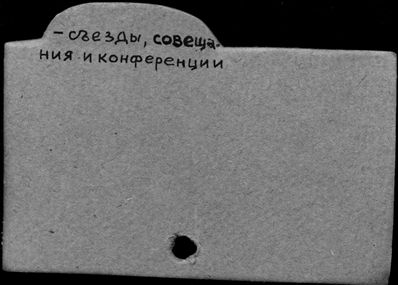 – съезды, совеща-
ния и конференции